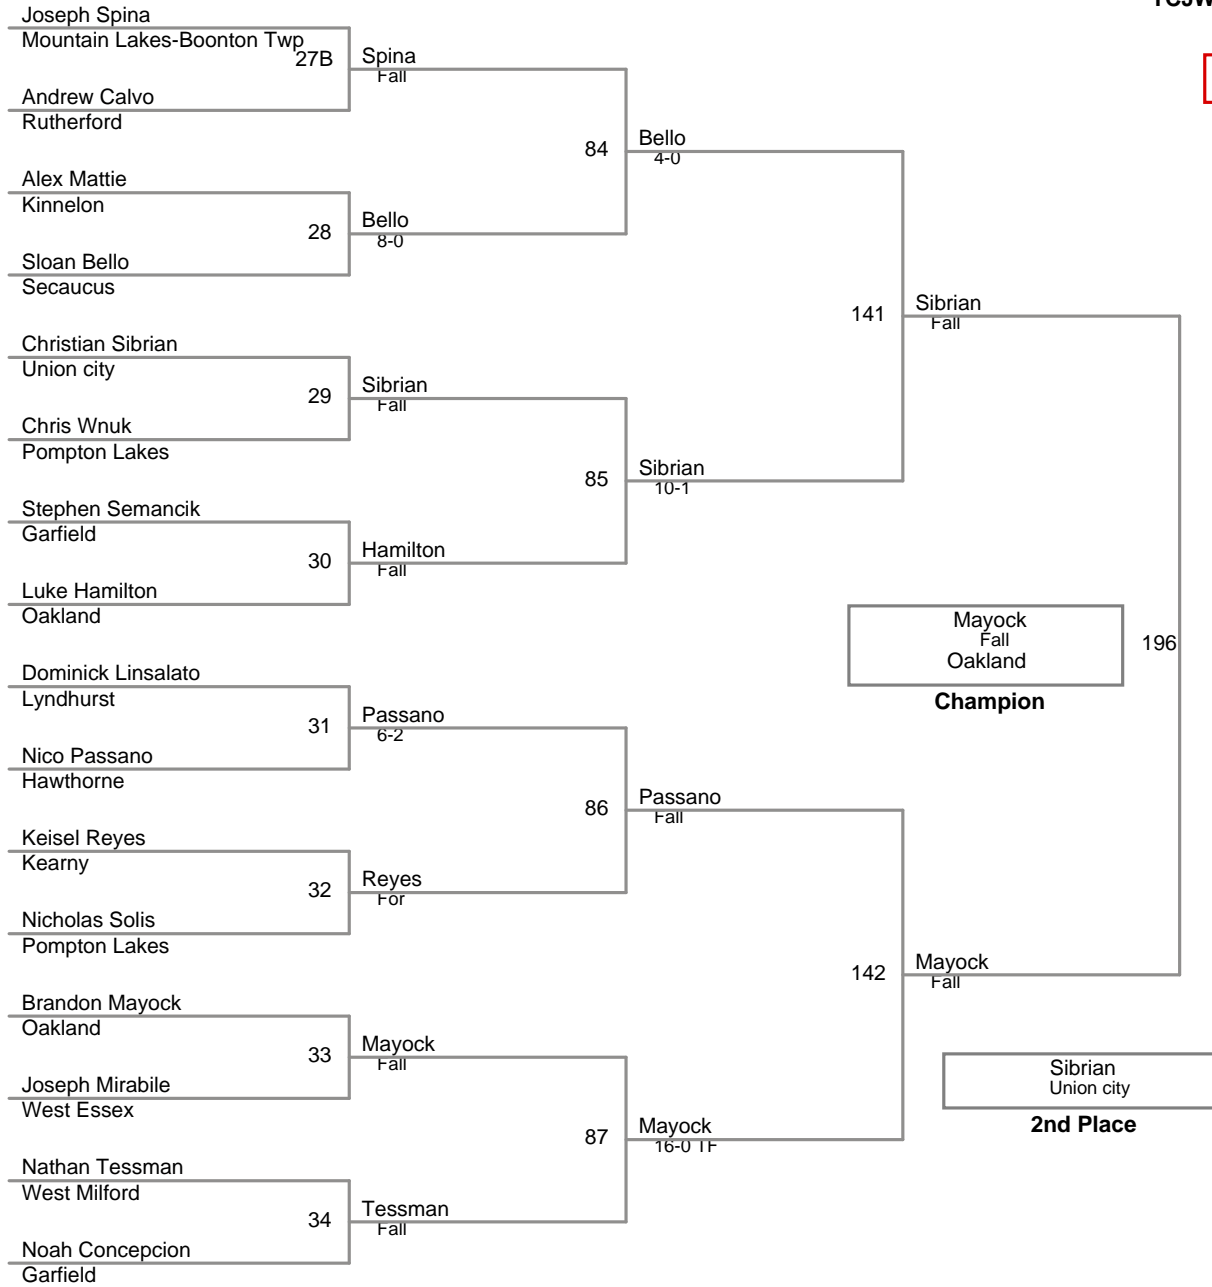 TCJW
Joseph Spina
Mountain Lakes-Boonton Twp
27B
Spina
Fall
Andrew Calvo
Rutherford
84
Bello
4-0
Alex Mattie
Kinnelon
28
Bello
8-0
Sloan Bello
Secaucus
141
Sibrian
Fall
Christian Sibrian
Union city
29
Sibrian
Fall
Chris Wnuk
Pompton Lakes
85
Sibrian
10-1
Stephen Semancik
Garfield
30
Hamilton
Fall
Luke Hamilton
Oakland
Mayock
Fall
Oakland
Champion
196
Dominick Linsalato
Lyndhurst
31
Passano
6-2
Nico Passano
Hawthorne
86
Passano
Fall
Keisel Reyes
Kearny
32
Reyes
For
Nicholas Solis
Pompton Lakes
142
Mayock
Fall
Brandon Mayock
Oakland
33
Mayock
Fall
Joseph Mirabile
West Essex
Sibrian
Union city
2nd Place
87
Mayock
16-0 TF
Nathan Tessman
West Milford
34
Tessman
Fall
Noah Concepcion
Garfield